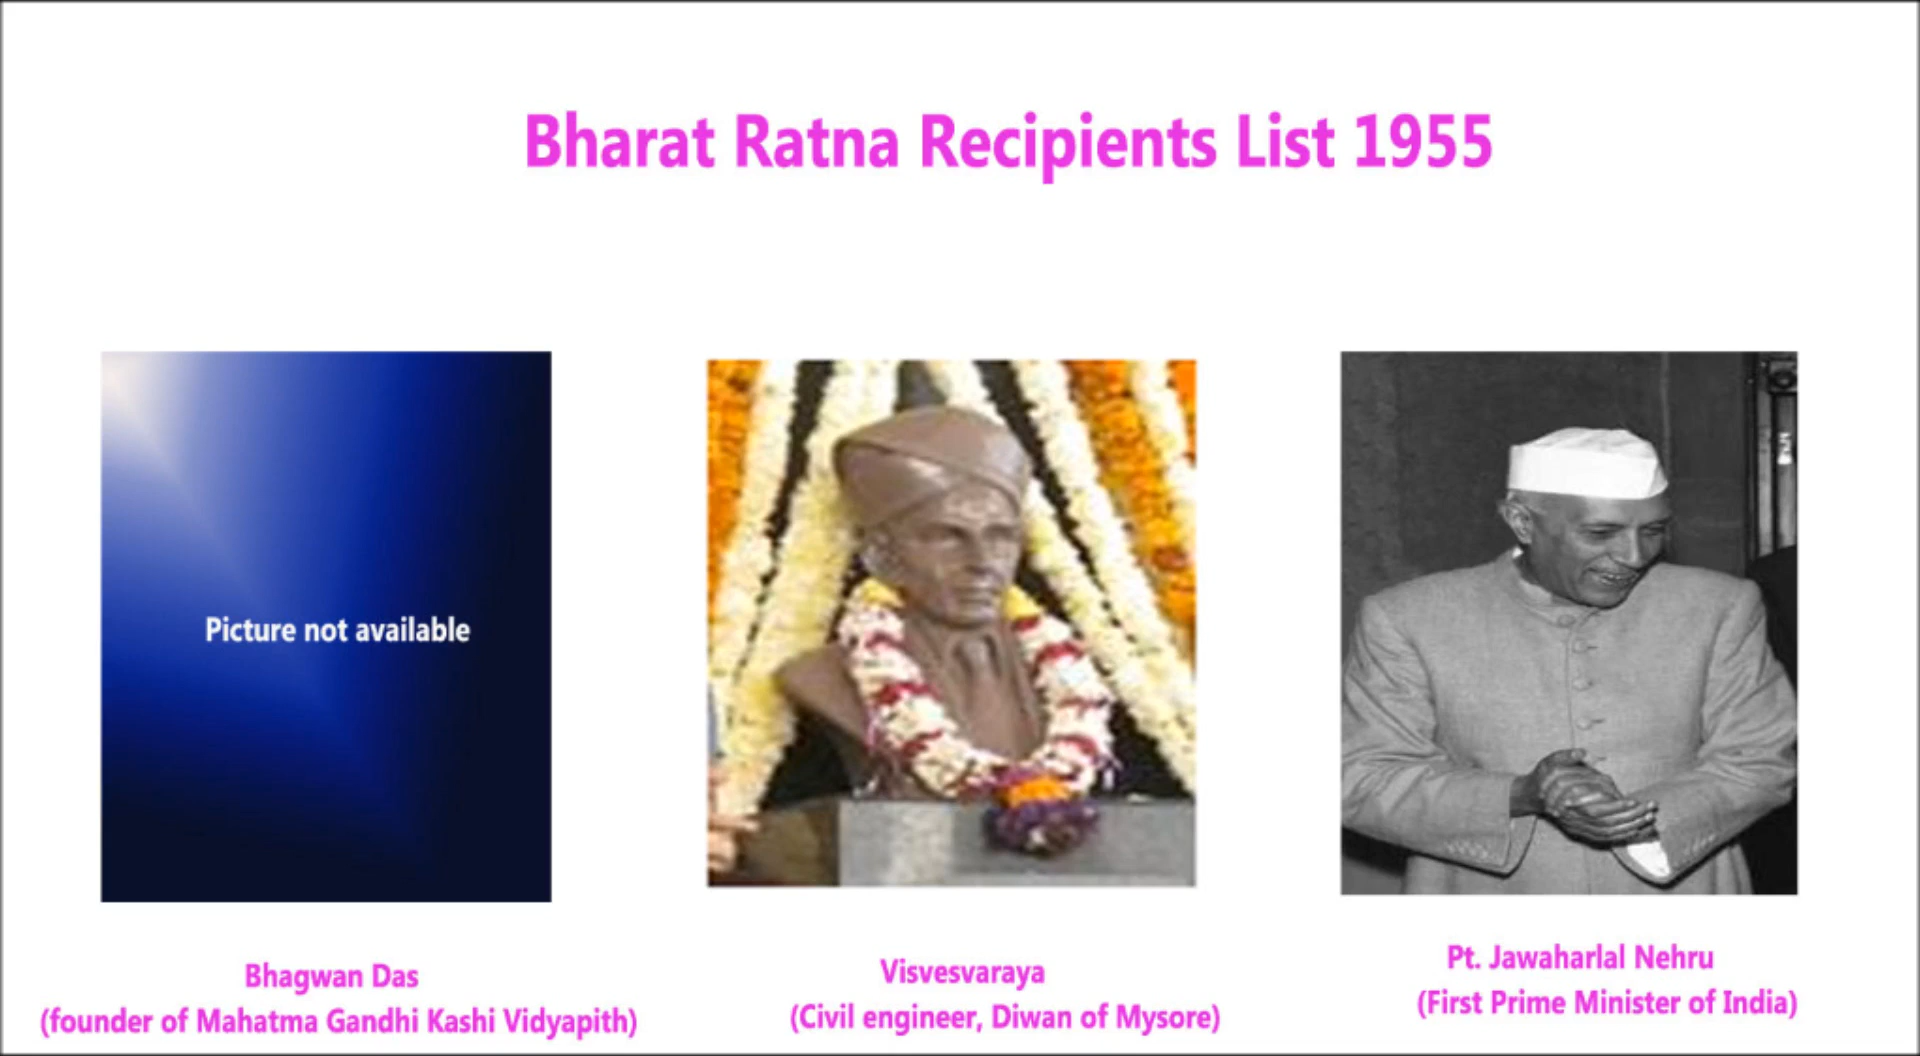 Bharat Ratna Recipients List 1955
Picture not available
Bhagwan Das
(founder of Mahatma Gandhi Kashi Vidyapith)
Visvesvaraya
(Civil engineer, Diwan of Mysore)
Pt. Jawaharlal Nehru
(First Prime Minister of India)